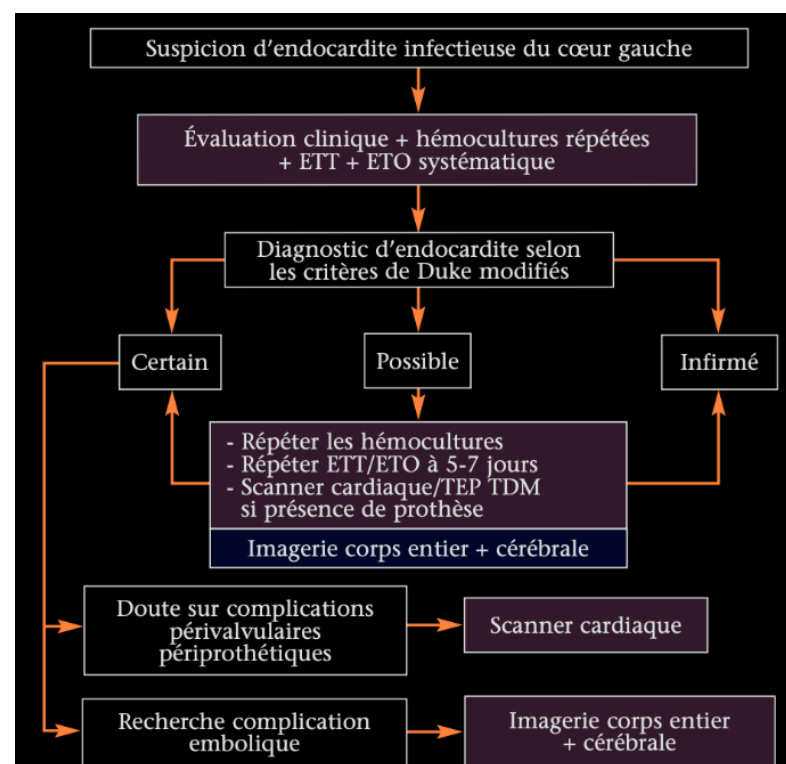 Suspicion d'endocardite infectieuse du cœur gauche
Évaluation clinique + hémocultures répétées
+ ETT + ETO systématique
Diagnostic d'endocardite selon
les critères de Duke modifiés
Certain
Possible
Infirmé
- Répéter les hémocultures
- Répéter ETT/ETO à 5-7 jours
- Scanner cardiaque/TEP TDM
si présence de prothèse
Imagerie corps entier + cérébrale
Doute sur complications
périvalvulaires
périprothétiques
Scanner cardiaque
Recherche complication
embolique
Imagerie corps entier
+ cérébrale